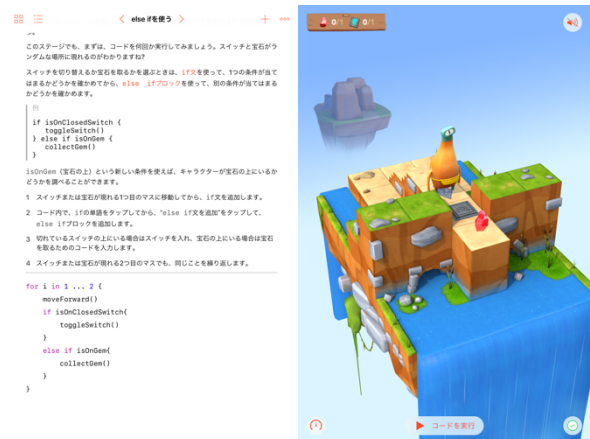 else ifを使う
このステージでも、まずは、コードを何回か実行してみましょう。スイッチと宝石がラ
ンダムな場所に現れるのがわかりますね?
スイッチを切り替えるか宝石を取るかを選ぶときは、if文を使って、1つの条件が当て
はまるかどうかを確かめてから、else ifブロックを使って、別の条件が当てはまる
かどうかを確かめます。
例
if isOnClosedSwitch {
toggleSwitch()
} else if isOnGem {
collectGem()
}
isOnGem（宝石の上）という新しい条件を使えば、キャラクターが宝石の上にいるか
どうかを調べることができます。
1 スイッチまたは宝石が現れる1つ目のマスに移動してから、if文を追加します。
2 コード内で、ifの単語をタップしてから、"else if文を追加"をタップして、
else ifブロックを追加します。
3 切れているスイッチの上にいる場合はスイッチを入れ、宝石の上にいる場合は宝石
を取るためのコードを入力します。
4 スイッチまたは宝石が現れる2つ目のマスでも、同じことを繰り返します。
for i in 1 ... 2 {
moveForward()
if isOnClosedSwitch{
toggleSwitch()
}
else if isOnGem{
collectGem()
}
}
0/1 0/1
コードを実行